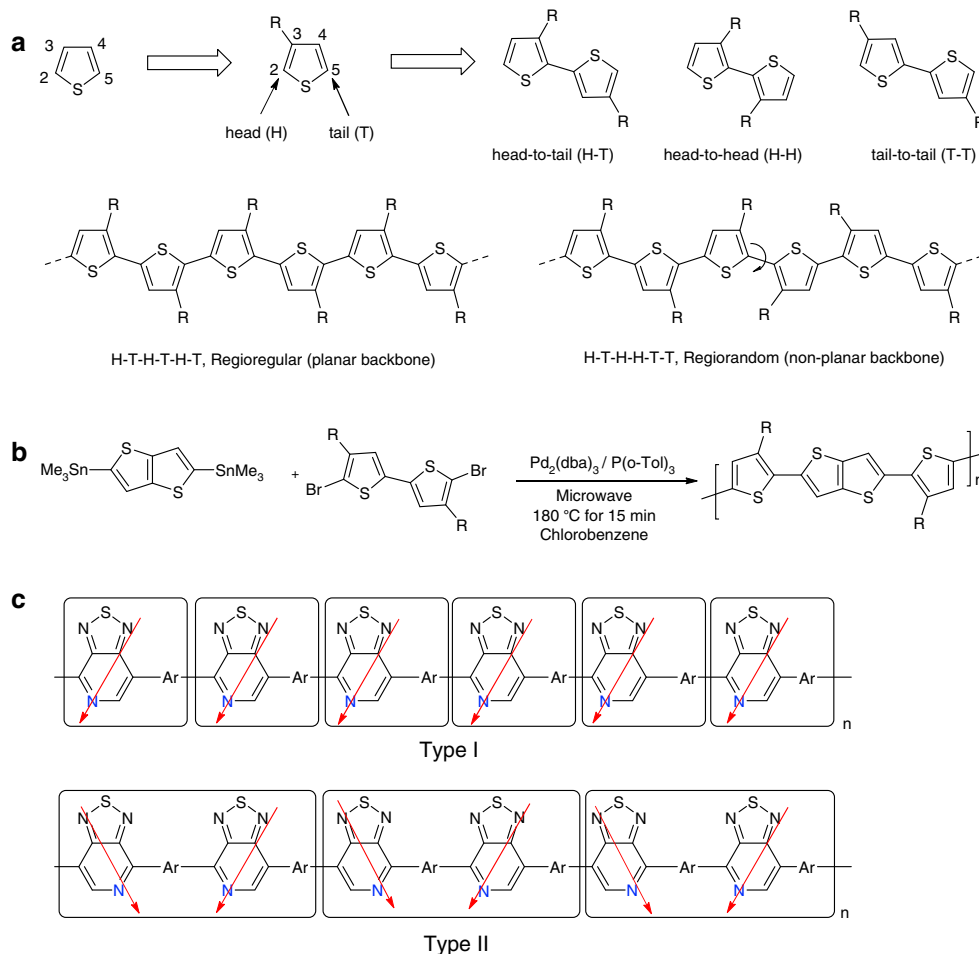 a
R
R
R
R
3 4
3 4
2 5
2 5
S
S
S S
S S
S S
R
R
R
head (H) tail (T)
head-to-tail (H-T) head-to-head (H-H) tail-to-tail (T-T)
R R R
R R R
S S S S S S
S S S S S S
R R R
R R R
H-T-H-T-H-T, Regioregular (planar backbone)
H-T-H-H-T-T, Regiorandom (non-planar backbone)
b
Me3Sn S S SnMe3
+
R Br S S Br R
Pd2(dba)3 / P(o-Tol)3
Microwave
180 °C for 15 min
Chlorobenzene
R S S S S R n
c
S S S S S S
N N N N N N N N N N N N
Ar Ar Ar Ar Ar Ar
N N N N N N
n
Type I
S S S S S S
N N N N N N N N N N N N
Ar Ar Ar Ar Ar Ar
N N N N N N
n
Type II